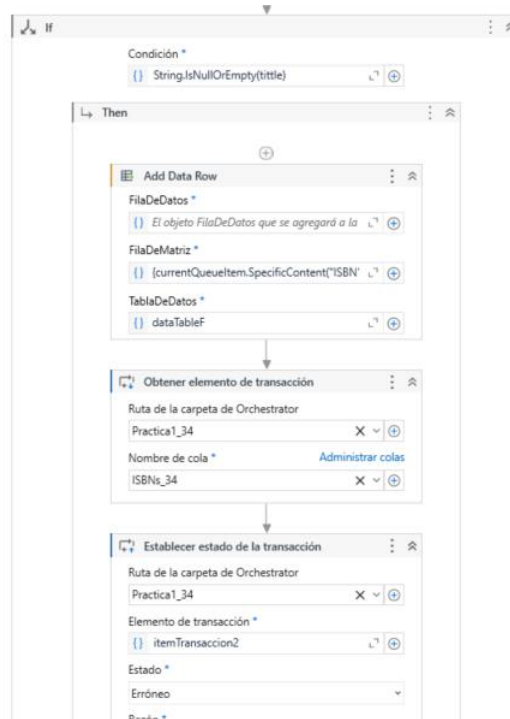 If
Condición *
{} String.IsNullOrEmpty(tittle)
Then
Add Data Row
FilaDeDatos *
{} El objeto FilaDeDatos que se agregará a la
FilaDeMatriz *
{} {currentQueueItem.SpecificContent("ISBN"
TablaDeDatos *
{} dataTableF
Obtener elemento de transacción
Ruta de la carpeta de Orchestrator
Practica1_34
Nombre de cola * Administrar colas
ISBNs_34
Establecer estado de la transacción
Ruta de la carpeta de Orchestrator
Practica1_34
Elemento de transacción *
{} itemTransaccion2
Estado *
Erróneo
Razón *